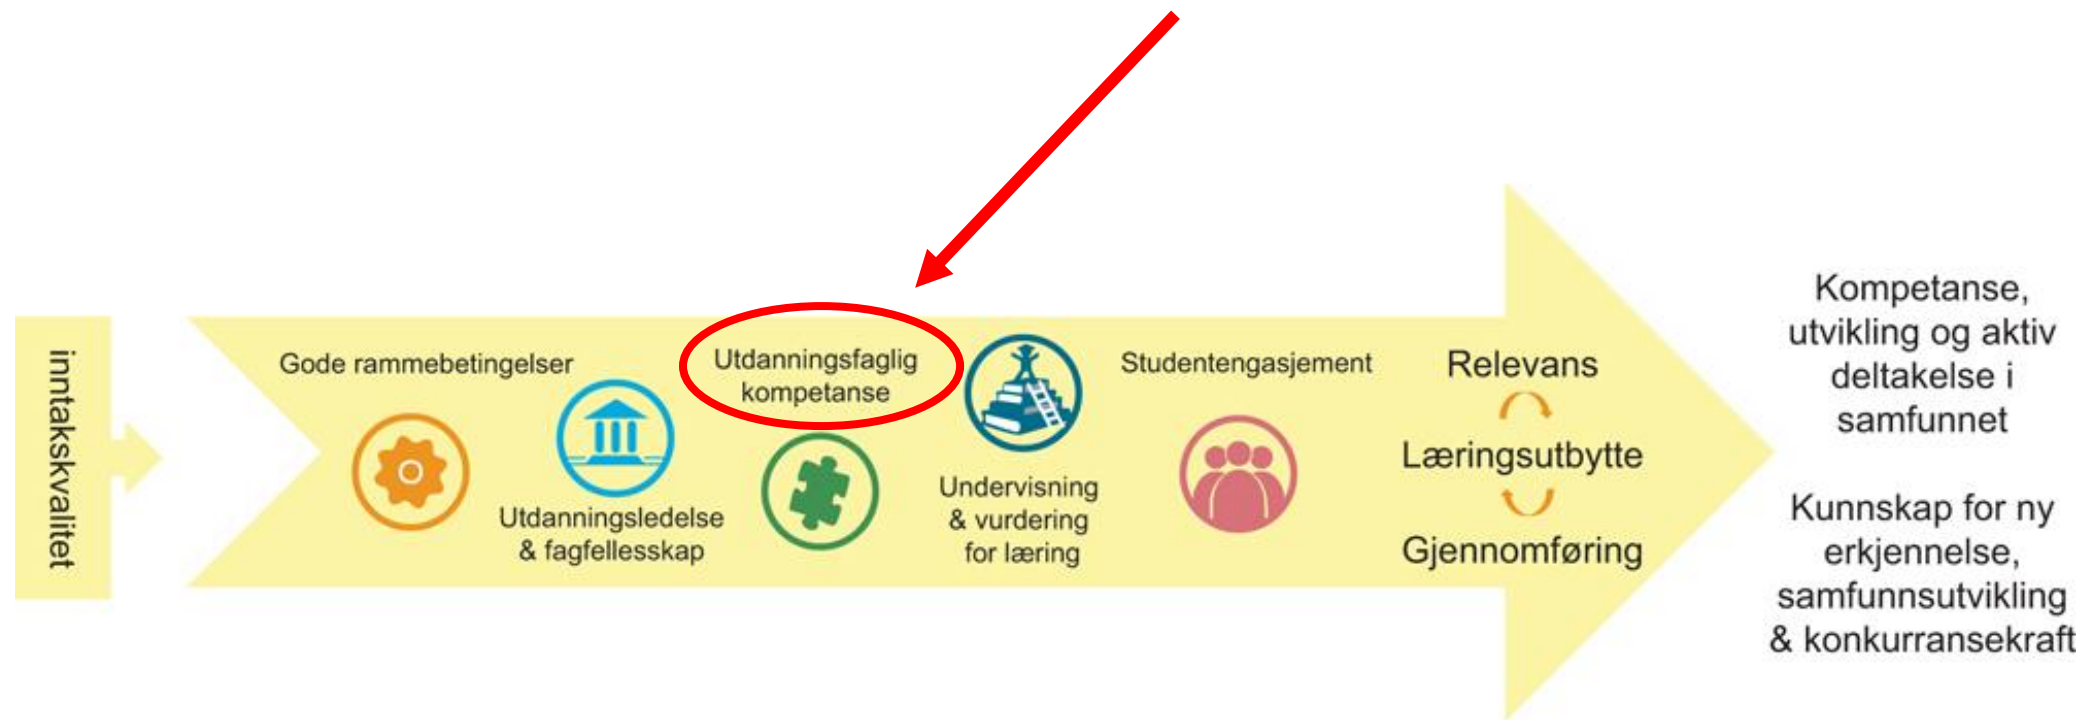 inntakskvalitet
Gode rammebetingelser
Utdanningsledelse
& fagfellesskap
Utdanningsfaglig
kompetanse
Undervisning
& vurdering
for læring
Studentengasjement
Relevans
Læringsutbytte
Gjennomføring
Kompetanse,
utvikling og aktiv
deltakelse i
samfunnet
Kunnskap for ny
erkjennelse,
samfunnsutvikling
& konkurransekraft